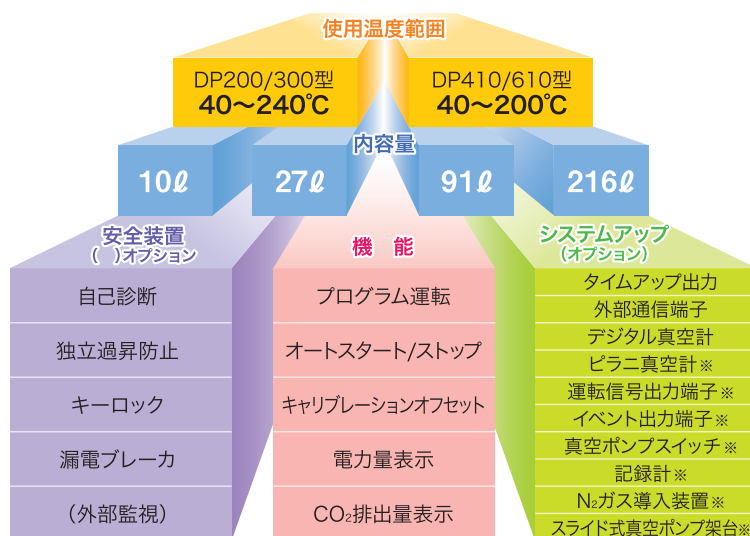 使用温度範囲
DP200/300型
40〜240℃
DP410/610型
40〜200℃
内容量
10ℓ
27ℓ
91ℓ
216ℓ
安全装置
(　)オプション
自己診断
独立過昇防止
キーロック
漏電ブレーカ
(外部監視)
機　能
プログラム運転
オートスタート/ストップ
キャリブレーションオフセット
電力量表示
CO₂排出量表示
システムアップ
(オプション)
タイムアップ出力
外部通信端子
デジタル真空計
ピラニ真空計※
運転信号出力端子※
イベント出力端子※
真空ポンプスイッチ※
記録計※
N₂ガス導入装置※
スライド式真空ポンプ架台※